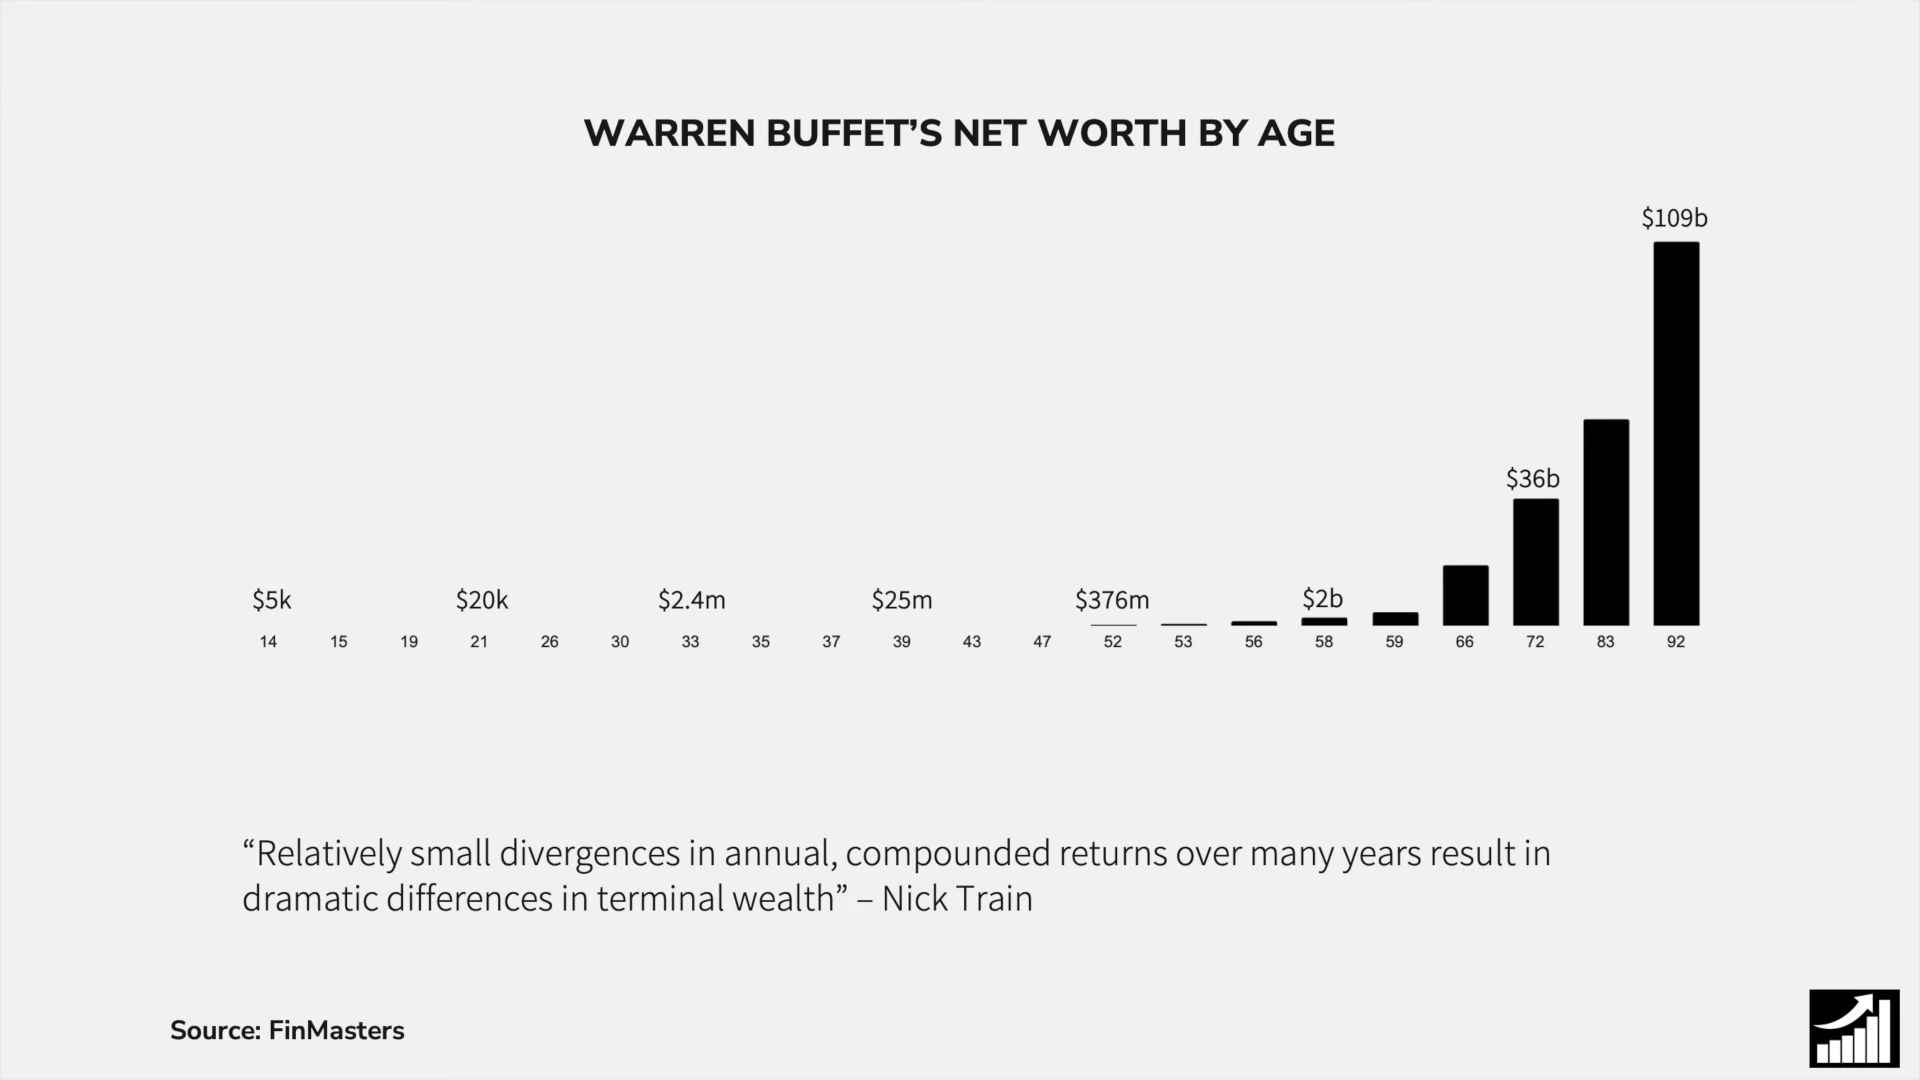 WARREN BUFFET’S NET WORTH BY AGE
$109b
$36b
$5k $20k $2.4m $25m $376m $2b
14 15 19 21 26 30 33 35 37 39 43 47 52 53 56 58 59 66 72 83 92
“Relatively small divergences in annual, compounded returns over many years result in
dramatic differences in terminal wealth” – Nick Train
Source: FinMasters